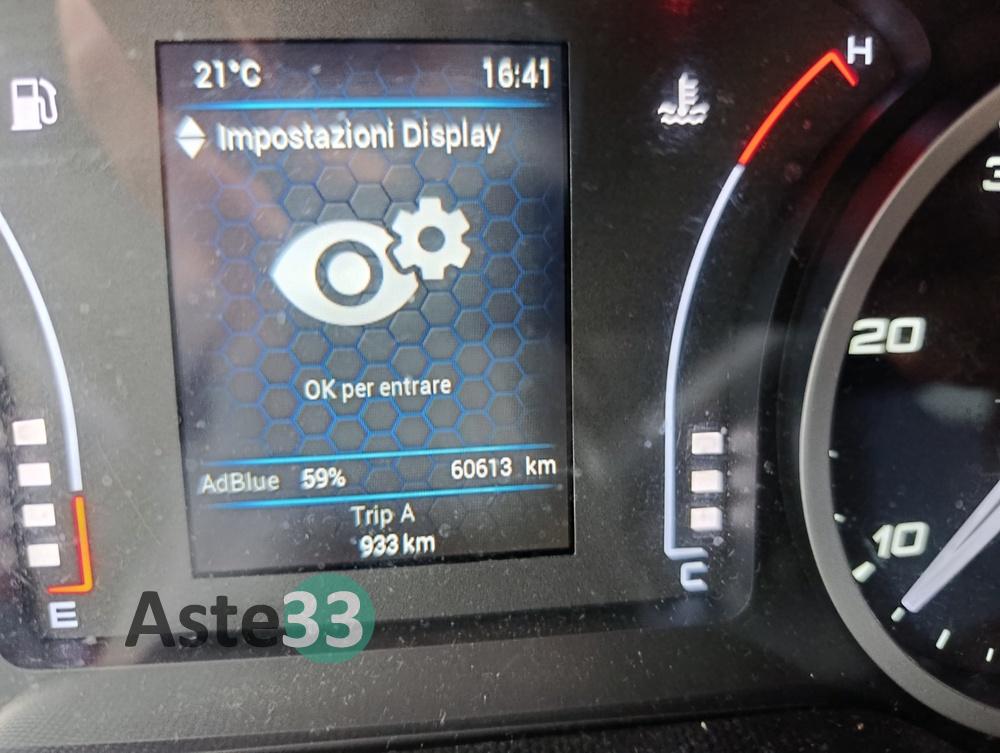 21°C 16:41
H
Impostazioni Display
20
OK per entrare
AdBlue 59% 60613 km
Trip A
933 km
10
C
E
Aste33